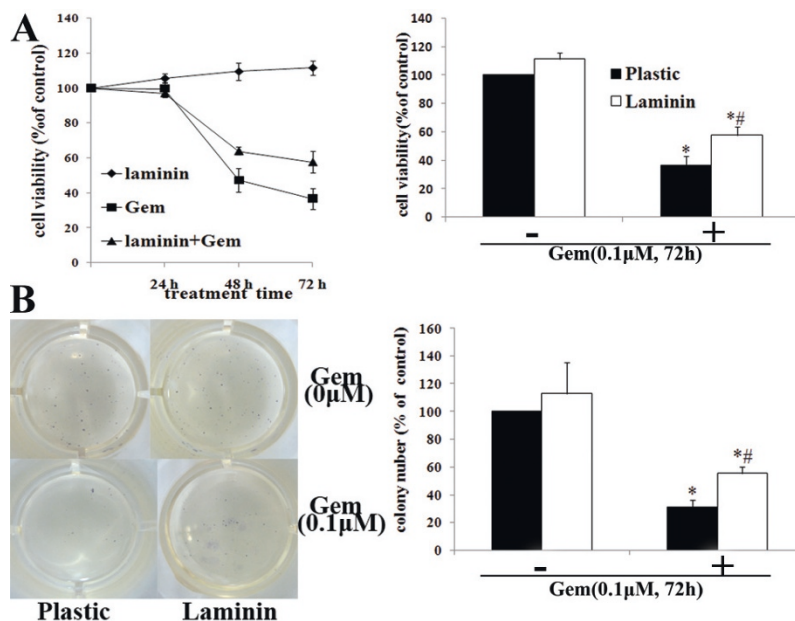 A
cell viability (%of control)
140
120
100
80
60
40
20
0
laminin
Gem
laminin+Gem
24 h
48 h
72 h
treatment time
cell viability(%of control)
140
120
100
80
60
40
20
0
Plastic
Laminin
*
*#
-
+
Gem(0.1μM, 72h)
B
Gem
(0μM)
Gem
(0.1μM)
Plastic
Laminin
colony nuber (% of control)
160
140
120
100
80
60
40
20
0
*
*#
-
+
Gem(0.1μM, 72h)